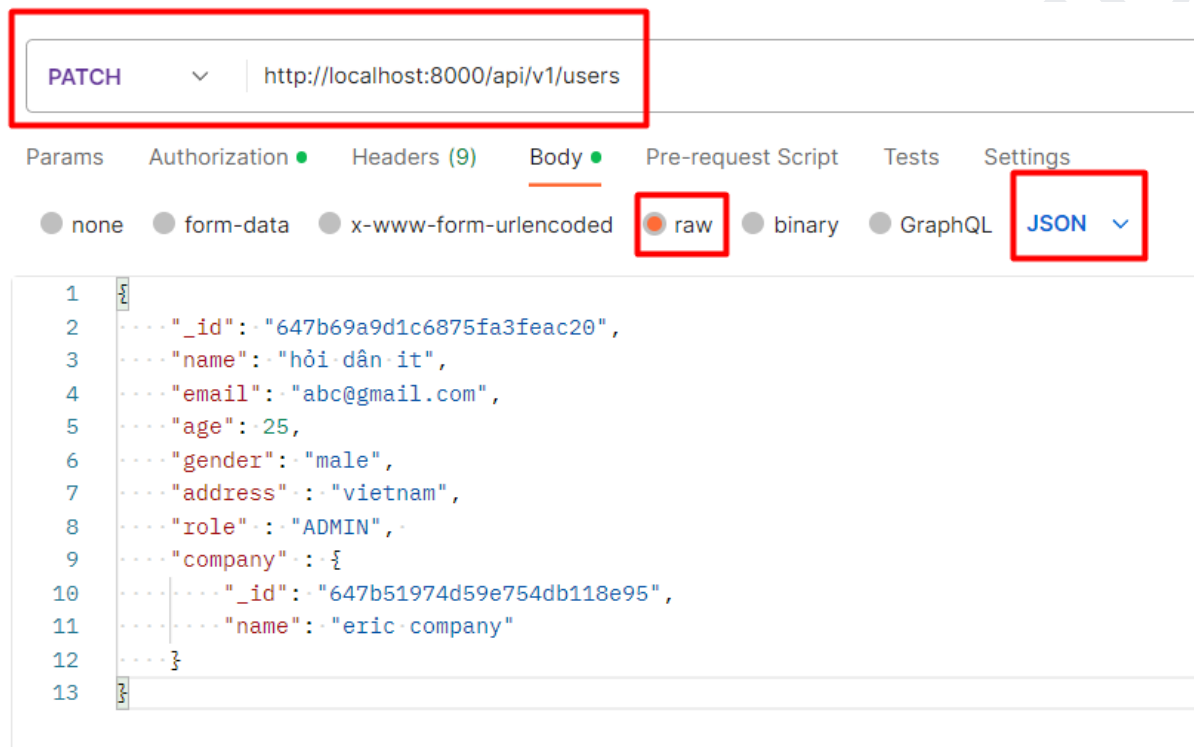 PATCH http://localhost:8000/api/v1/users
Params Authorization Headers (9) Body Pre-request Script Tests Settings
none form-data x-www-form-urlencoded raw binary GraphQL JSON
1 {
2 "_id": "647b69a9d1c6875fa3feac20",
3 "name": "hỏi dân it",
4 "email": "abc@gmail.com",
5 "age": 25,
6 "gender": "male",
7 "address" : "vietnam",
8 "role" : "ADMIN",
9 "company" : {
10 "_id": "647b51974d59e754db118e95",
11 "name": "eric company"
12 }
13 }